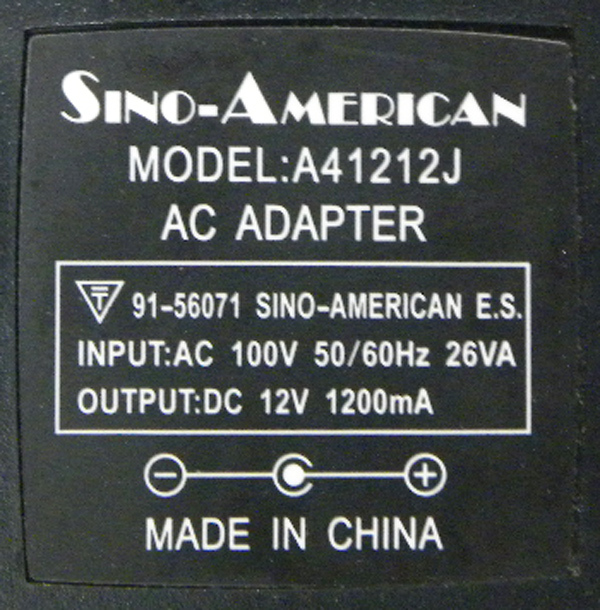 SINO-AMERICAN
MODEL:A41212J
AC ADAPTER
91-56071 SINO-AMERICAN E.S.
INPUT:AC 100V 50/60Hz 26VA
OUTPUT:DC 12V 1200mA
MADE IN CHINA